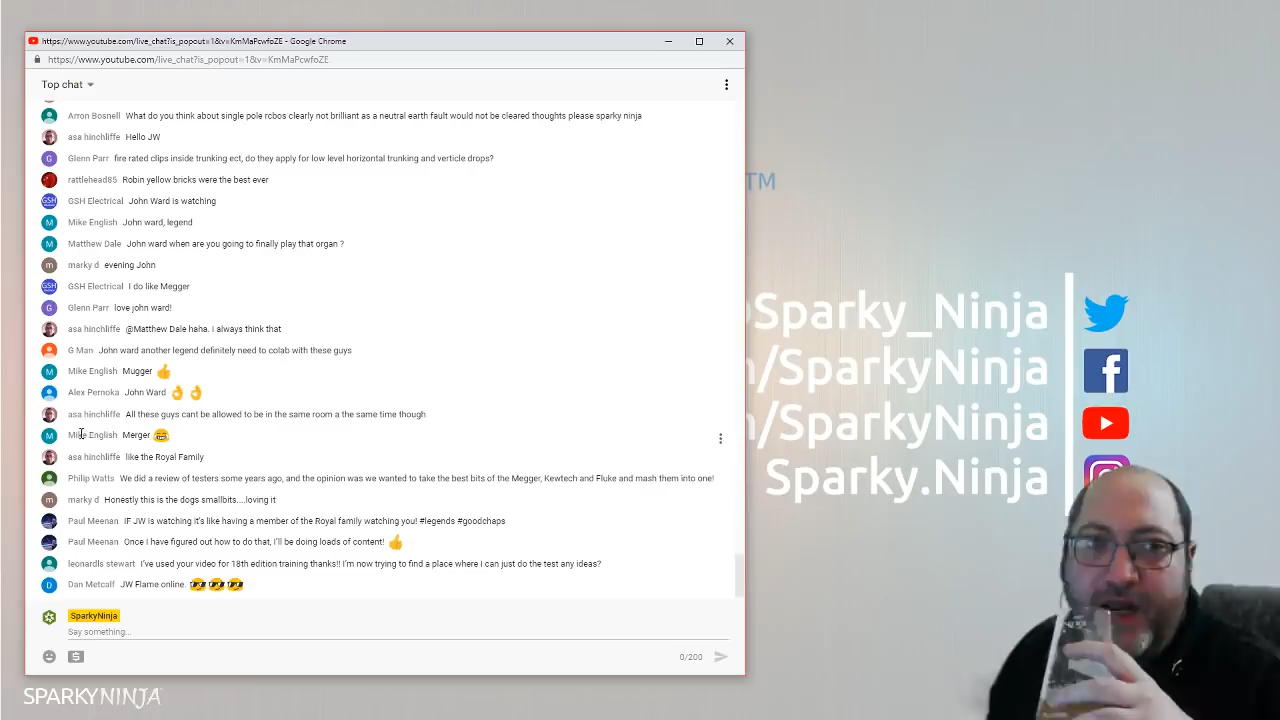 https://www.youtube.com/live_chat?is_popout=1&v=KmMaPcwfoZE - Google Chrome
https://www.youtube.com/live_chat?is_popout=1&v=KmMaPcwfoZE
Top chat
Arron Bosnell What do you think about single pole rcbos clearly not brilliant as a neutral earth fault would not be cleared thoughts please sparky ninja
asa hinchliffe Hello JW
Glenn Parr fire rated clips inside trunking ect, do they apply for low level horizontal trunking and verticle drops?
rattlehead85 Robin yellow bricks were the best ever
GSH Electrical John Ward is watching
Mike English John ward, legend
Matthew Dale John ward when are you going to finally play that organ ?
marky d evening John
GSH Electrical I do like Megger
Glenn Parr love john ward!
asa hinchliffe @Matthew Dale haha. i always think that
G Man John ward another legend definitely need to colab with these guys
Mike English Mugger 👍
Alex Pernoka John Ward 👌 👌
asa hinchliffe All these guys cant be allowed to be in the same room a the same time though
Mike English Merger 😂
asa hinchliffe like the Royal Family
Philip Watts We did a review of testers some years ago, and the opinion was we wanted to take the best bits of the Megger, Kewtech and Fluke and mash them into one!
marky d Honestly this is the dogs smallbits....loving it
Paul Meenan IF JW is watching it's like having a member of the Royal family watching you! #legends #goodchaps
Paul Meenan Once I have figured out how to do that, I'll be doing loads of content! 👍
leonardls stewart I've used your video for 18th edition training thanks!! I'm now trying to find a place where i can just do the test any ideas?
Dan Metcalf JW Flame online. 😎😎😎
SparkyNinja
Say something...
0/200
TM
@Sparky_Ninja
/SparkyNinja
/SparkyNinja
Sparky.Ninja
SPARKYNINJA